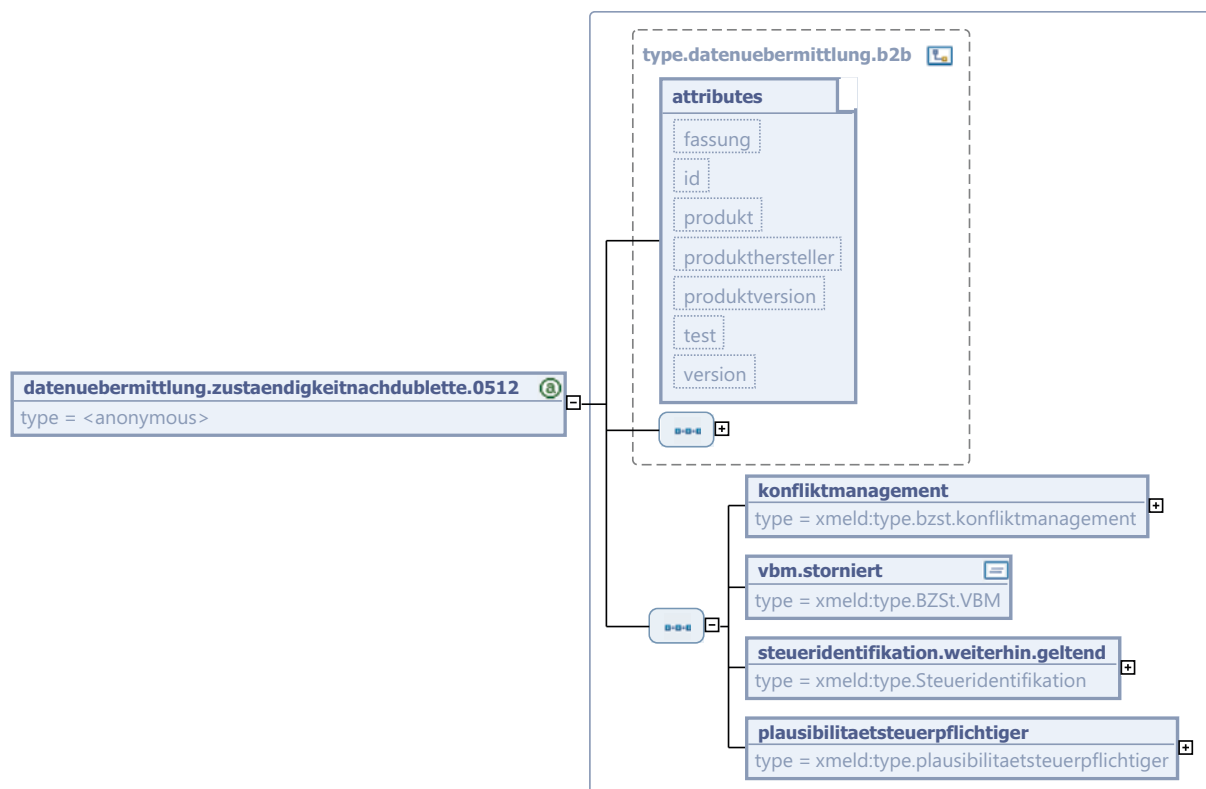 type.datenuebermittlung.b2b
attributes
fassung
id
produkt
produkthersteller
produktversion
test
version
datenuebermittlung.zustaendigkeitnachdublette.0512
type = <anonymous>
konfliktmanagement
type = xmeld:type.bzst.konfliktmanagement
vbm.storniert
type = xmeld:type.BZSt.VBM
steueridentifikation.weiterhin.geltend
type = xmeld:type.Steueridentifikation
plausibilitaetsteuerpflichtiger
type = xmeld:type.plausibilitaetsteuerpflichtiger